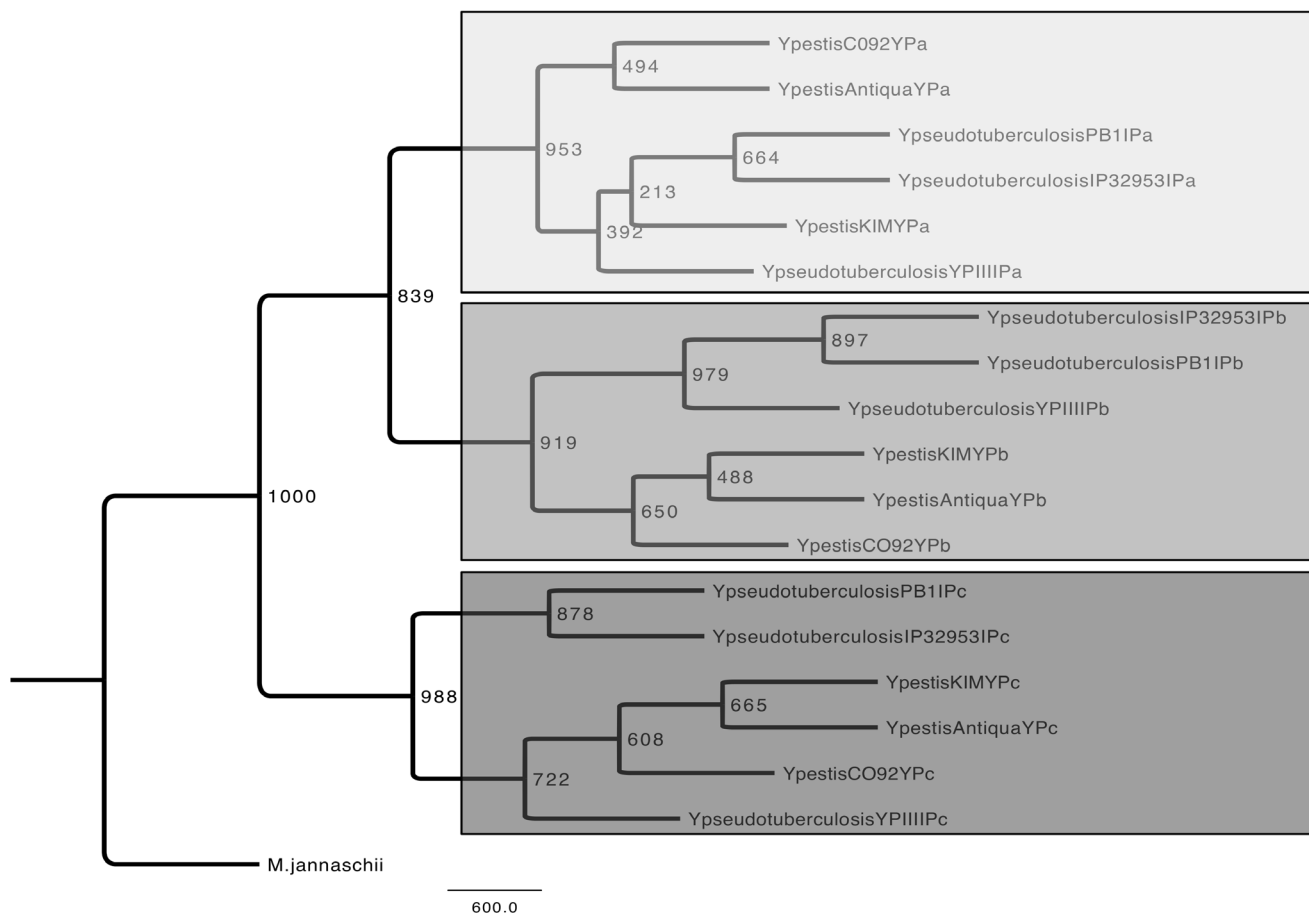 YpestisC092YPa
494
YpestisAntiquaYPa
YpseudotuberculosisPB1IPa
953
664
YpseudotuberculosisIP32953IPa
213
YpestisKIMYPa
392
YpseudotuberculosisYPIIIIPa
839
YpseudotuberculosisIP32953IPb
897
YpseudotuberculosisPB1IPb
979
YpseudotuberculosisYPIIIIPb
919
YpestisKIMYPb
488
1000
YpestisAntiquaYPb
650
YpestisCO92YPb
YpseudotuberculosisPB1IPc
878
YpseudotuberculosisIP32953IPc
YpestisKIMYPc
988
665
YpestisAntiquaYPc
608
YpestisCO92YPc
722
YpseudotuberculosisYPIIIIPc
M.jannaschii
600.0